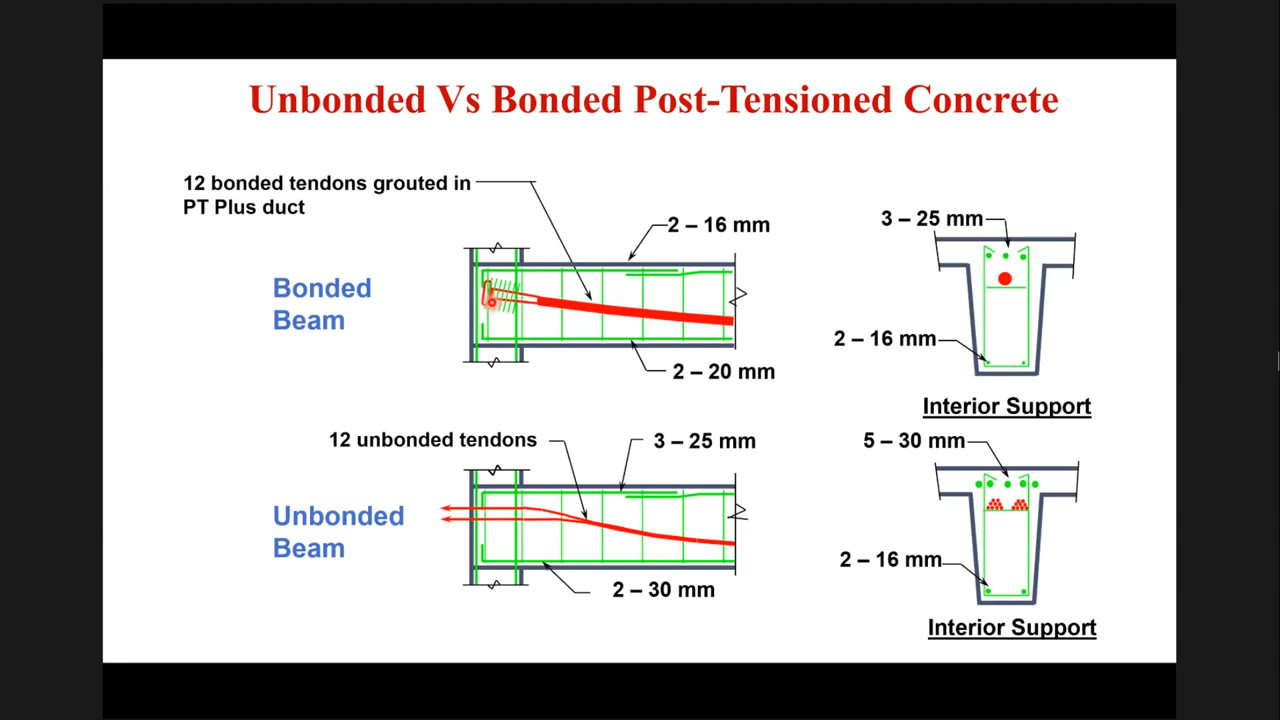 Unbonded Vs Bonded Post-Tensioned Concrete
12 bonded tendons grouted in
PT Plus duct
2 – 16 mm
3 – 25 mm
Bonded
Beam
2 – 16 mm
2 – 20 mm
Interior Support
12 unbonded tendons
3 – 25 mm
5 – 30 mm
Unbonded
Beam
2 – 16 mm
2 – 30 mm
Interior Support